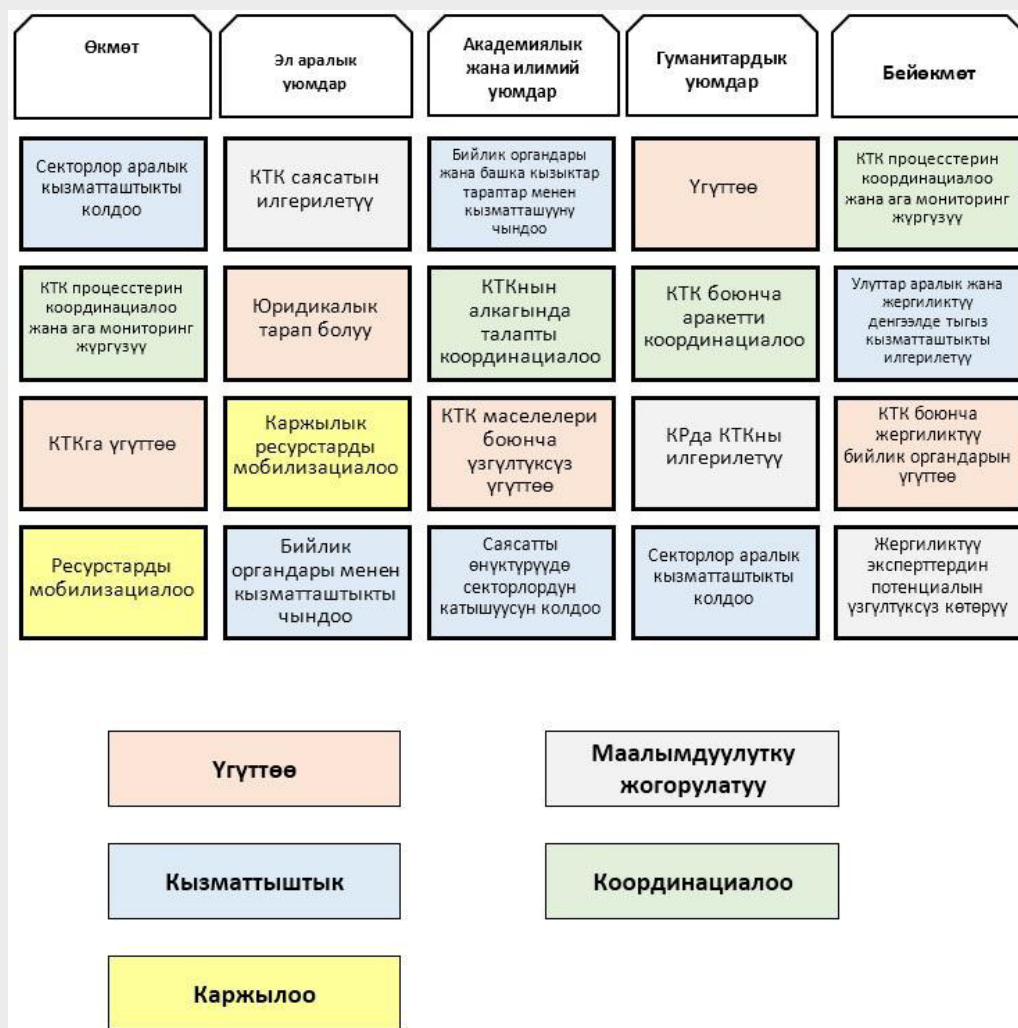 Өкмөт
Эл аралык
уюмдар
Академиялык
жана илимий
уюмдар
Гуманитардык
уюмдар
Бейөкмөт
Секторлор аралык
кызматташтыкты
колдоо
КТК саясатын
илгерилетүү
Бийлик органдары
жана башка кызыктар
тараптар менен
кызматташууну
чыңдоо
Үгүттөө
КТК процесстерин
координациалоо
жана ага мониторинг
жүргүзүү
КТК процесстерин
координациалоо
жана ага мониторинг
жүргүзүү
Юридикалык
тарап болуу
КТКнын
алкагында
талапты
координациалоо
КТК боюнча
аракетти
координациалоо
Улуттар аралык жана
жергиликтүү
денгээлде тыгыз
кызматташтыкты
илгерилетүү
КТКга үгүттөө
Каржылык
ресурстарды
мобилизациалоо
КТК маселелери
боюнча
үзгүлтүксүз
үгүттөө
КРда КТКны
илгерилетүү
КТК боюнча
жергиликтүү
бийлик органдарын
үгүттөө
Ресурстарды
мобилизациалоо
Бийлик
органдары менен
кызматташтыкты
чыңдоо
Саясатты
өнүктүрүүдө
секторлордун
катышуусун колдоо
Секторлор аралык
кызматташтыкты
колдоо
Жергиликтүү
эксперттердин
потенциалын
үзгүлтүксүз көтөрүү
Үгүттөө
Маалымдуулутку
жогорулатуу
Кызматтыштык
Координациалоо
Каржылоо